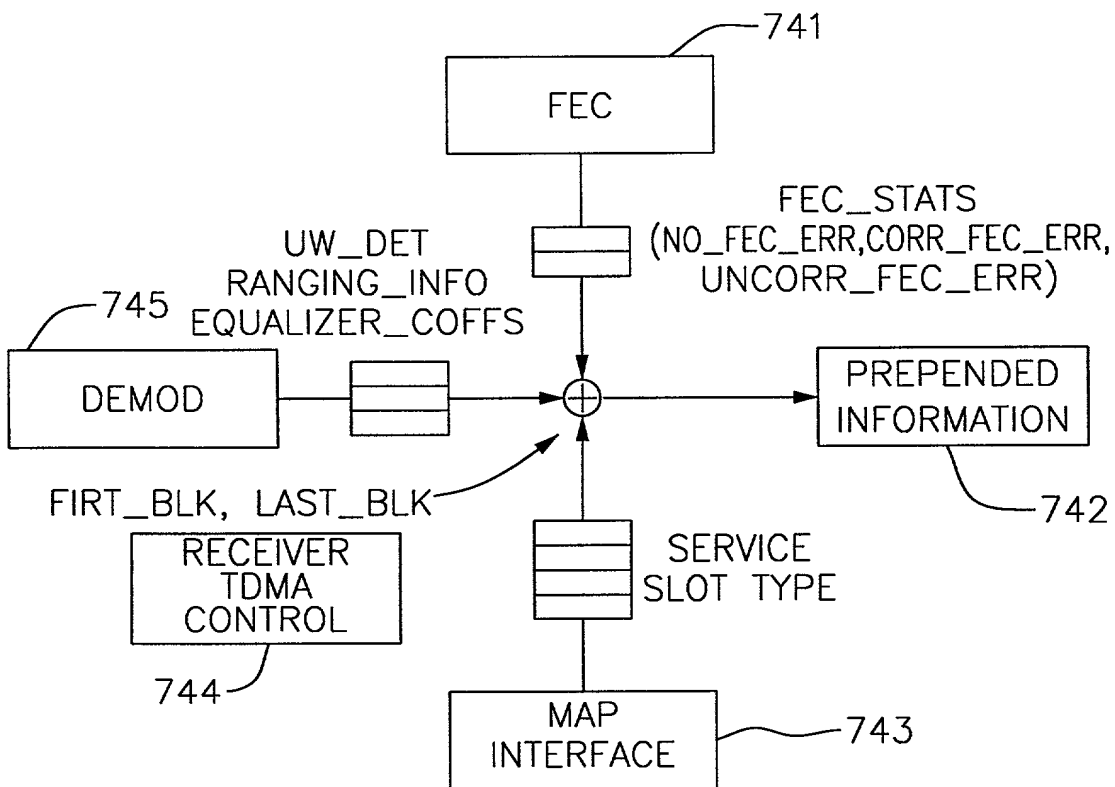 741
FEC
FEC_STATS
(NO_FEC_ERR,CORR_FEC_ERR,
UNCORR_FEC_ERR)
UW_DET
RANGING_INFO
EQUALIZER_COFFS
745
DEMOD
PREPENDED
INFORMATION
742
FIRT_BLK, LAST_BLK
RECEIVER
TDMA
CONTROL
744
SERVICE
SLOT TYPE
MAP
INTERFACE
743